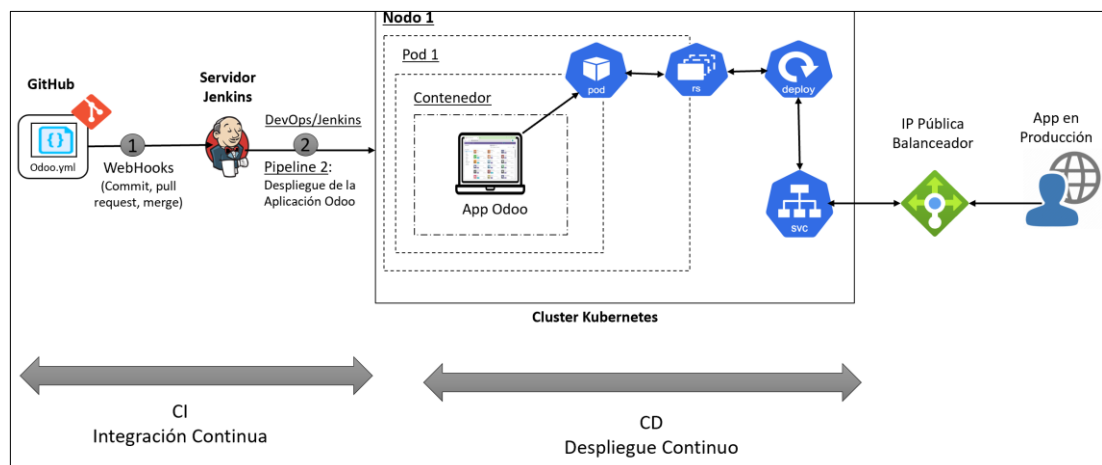 Nodo 1
Pod 1
GitHub
Servidor
Jenkins
Contenedor
pod
rs
deploy
DevOps/Jenkins
{}
Odoo.yml
1
2
WebHooks
(Commit, pull
request, merge)
Pipeline 2:
Despliegue de la
Aplicación Odoo
App Odoo
svc
IP Pública
Balanceador
App en
Producción
Cluster Kubernetes
CI
Integración Continua
CD
Despliegue Continuo